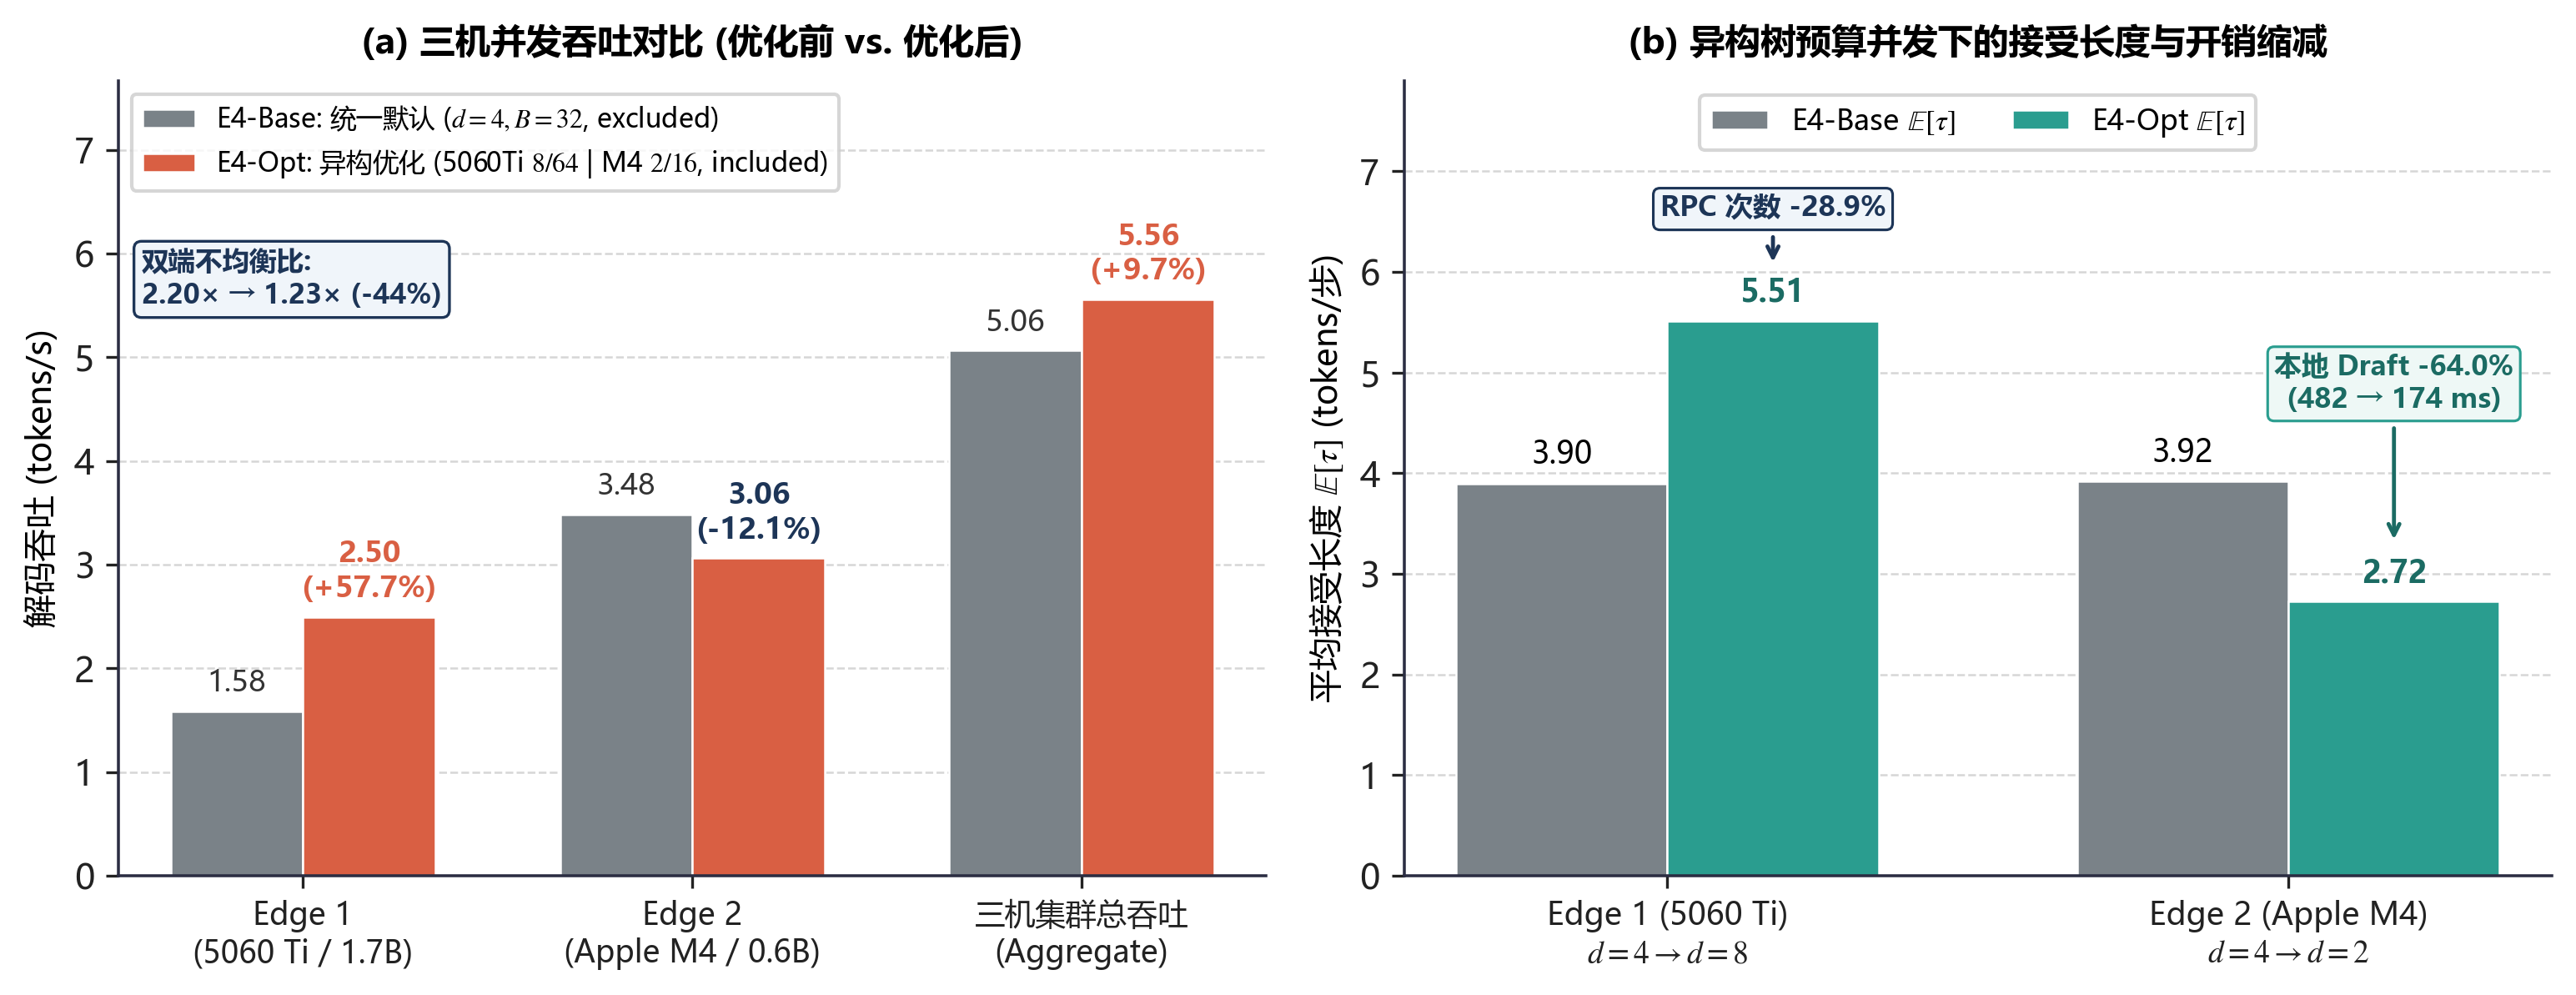 (a) 三机并发吞吐对比 (优化前 vs. 优化后)
E4-Base: 统一默认 (d=4, B=32, excluded)
E4-Opt: 异构优化 (5060Ti 8/64 | M4 2/16, included)
双端不均衡比:
2.20× → 1.23× (-44%)
解码吞吐 (tokens/s)
7
6
5
4
3
2
1
0
1.58
2.50
(+57.7%)
3.48
3.06
(-12.1%)
5.06
5.56
(+9.7%)
Edge 1
(5060 Ti / 1.7B)
Edge 2
(Apple M4 / 0.6B)
三机集群总吞吐
(Aggregate)
(b) 异构树预算并发下的接受长度与开销缩减
E4-Base 𝔼[τ]
E4-Opt 𝔼[τ]
平均接受长度 𝔼[τ] (tokens/步)
7
6
5
4
3
2
1
0
RPC 次数 -28.9%
3.90
5.51
本地 Draft -64.0%
(482 → 174 ms)
3.92
2.72
Edge 1 (5060 Ti)
d=4→d=8
Edge 2 (Apple M4)
d=4→d=2